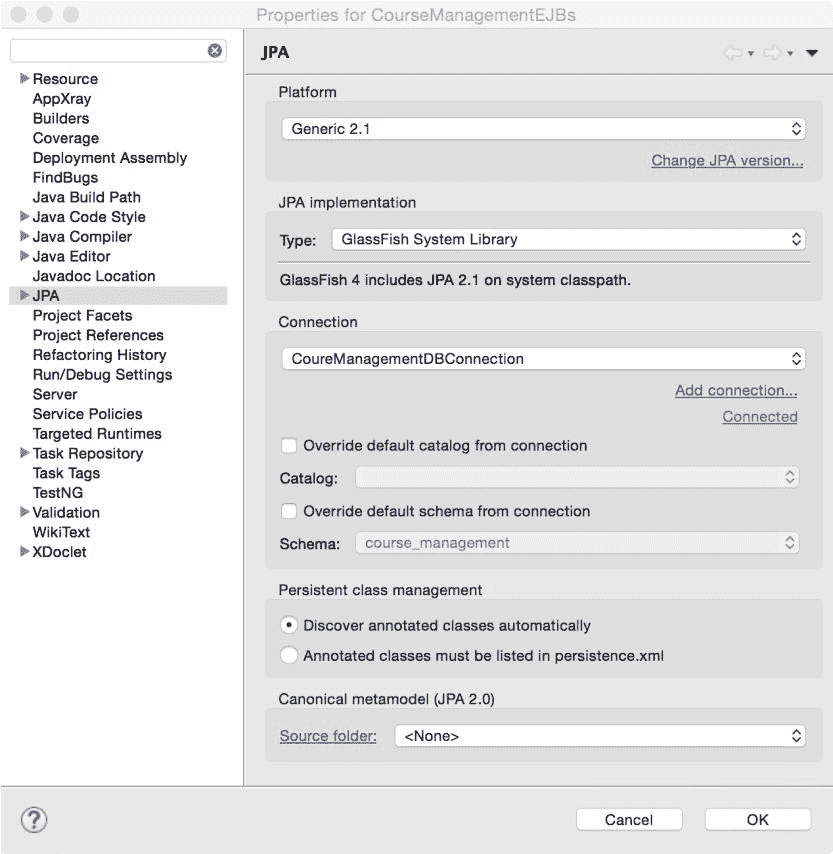 Properties for CourseManagementEJBs
Resource
AppXray
Builders
Coverage
Deployment Assembly
FindBugs
Java Build Path
Java Code Style
Java Compiler
Java Editor
Javadoc Location
JPA
Project Facets
Project References
Refactoring History
Run/Debug Settings
Server
Service Policies
Targeted Runtimes
Task Repository
Task Tags
TestNG
Validation
WikiText
XDoclet
JPA
Platform
Generic 2.1
Change JPA version...
JPA implementation
Type: GlassFish System Library
GlassFish 4 includes JPA 2.1 on system classpath.
Connection
CoureManagementDBConnection
Add connection...
Connected
Override default catalog from connection
Catalog:
Override default schema from connection
Schema: course_management
Persistent class management
Discover annotated classes automatically
Annotated classes must be listed in persistence.xml
Canonical metamodel (JPA 2.0)
Source folder: <None>
?
Cancel OK